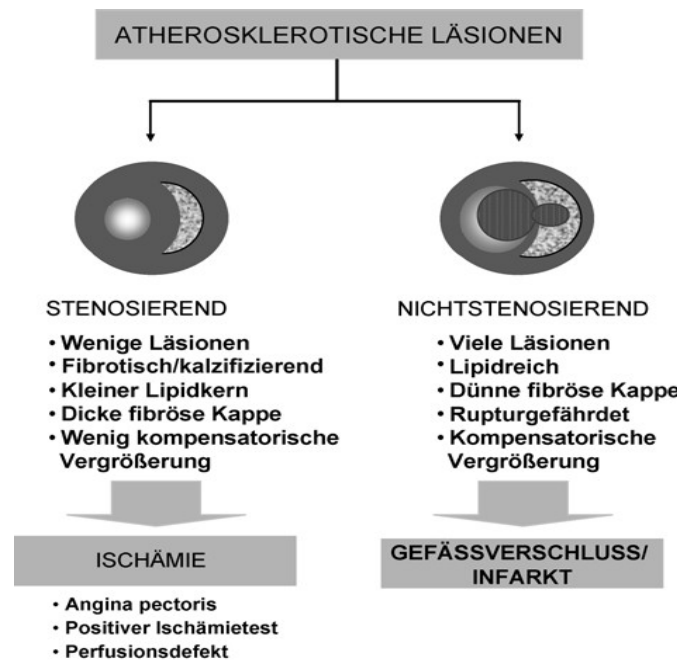 ATHEROSKLEROTISCHE LÄSIONEN
STENOSIEREND
• Wenige Läsionen
• Fibrotisch/kalzifizierend
• Kleiner Lipidkern
• Dicke fibröse Kappe
• Wenig kompensatorische
Vergrößerung
ISCHÄMIE
• Angina pectoris
• Positiver Ischämietest
• Perfusionsdefekt
NICHTSTENOSIEREND
• Viele Läsionen
• Lipidreich
• Dünne fibröse Kappe
• Rupturgefährdet
• Kompensatorische
Vergrößerung
GEFÄSSVERSCHLUSS/
INFARKT